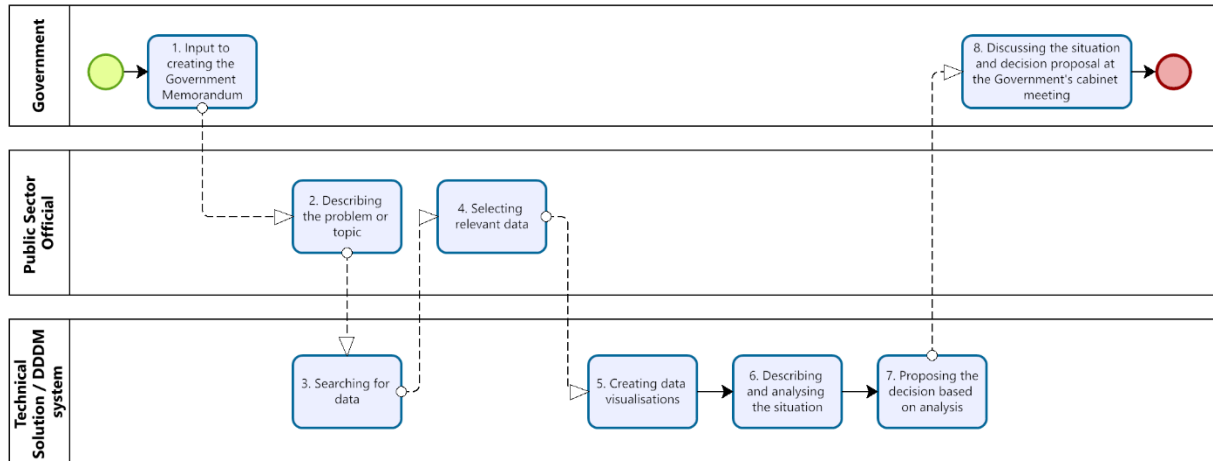 Government
1. Input to
creating the
Government
Memorandum
8. Discussing the situation
and decision proposal at
the Government's cabinet
meeting
Public Sector
Official
2. Describing
the problem or
topic
4. Selecting
relevant data
Technical
Solution / DDDM
system
3. Searching for
data
5. Creating data
visualisations
6. Describing
and analysing
the situation
7. Proposing the
decision based
on analysis